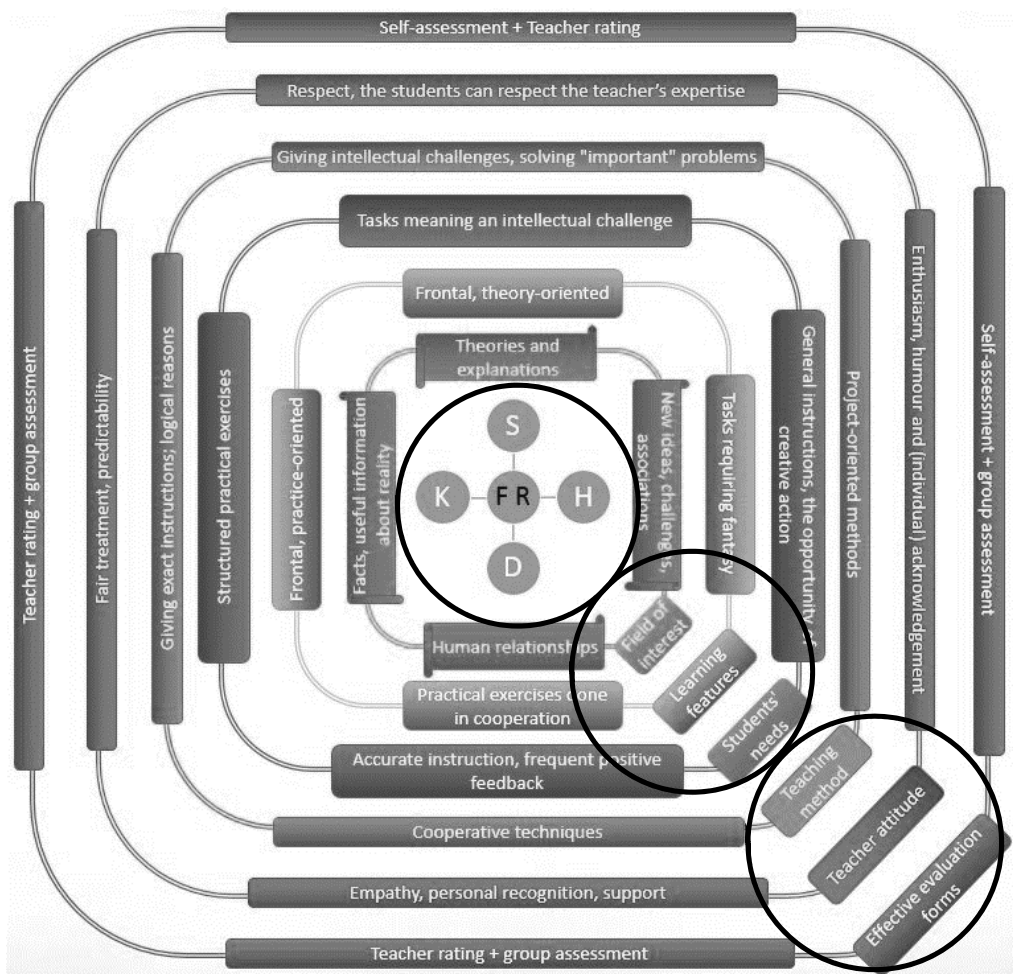 Self-assessment + Teacher rating
Respect, the students can respect the teacher's expertise
Giving intellectual challenges, solving "important" problems
Tasks meaning an intellectual challenge
Frontal, theory-oriented
Theories and
explanations
Teacher rating + group assessment
Fair treatment, predictability
Giving exact instructions; logical reasons
Structured practical exercises
Frontal, practice-oriented
Facts, useful information
about reality
S
K
F R
H
D
New ideas, challenges,
associations
Tasks requiring fantasy
General instructions, the opportunity of
creative action
Project-oriented methods
Enthusiasm, humour and (individual) acknowledgement
Self-assessment + group assessment
Human relationships
Field of
interest
Practical exercises done
in cooperation
Learning
features
Accurate instruction, frequent positive
feedback
Students'
needs
Cooperative techniques
Teaching
method
Empathy, personal recognition, support
Teacher attitude
Teacher rating + group assessment
Effective evaluation
forms